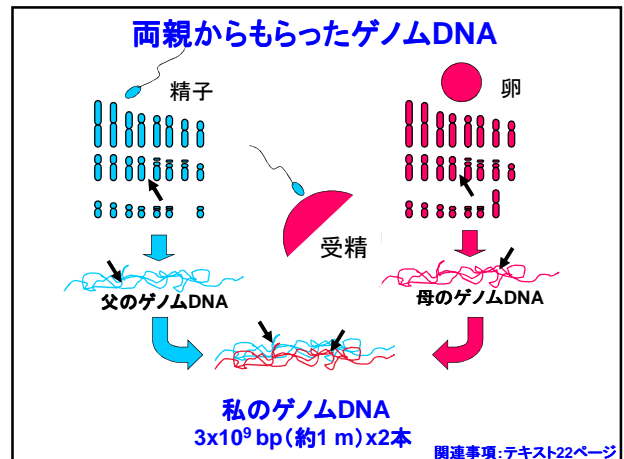 両親からもらったゲノムDNA
精子
卵
受精
父のゲノムDNA
母のゲノムDNA
私のゲノムDNA
3x10⁹ bp(約1 m)x2本
関連事項:テキスト22ページ